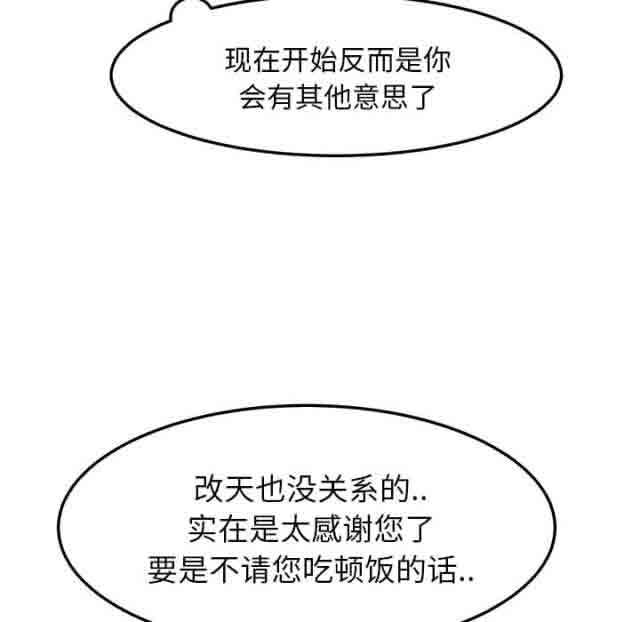 现在开始反而是你
会有其他意思了
改天也没关系的..
实在是太感谢您了
要是不请您吃顿饭的话..